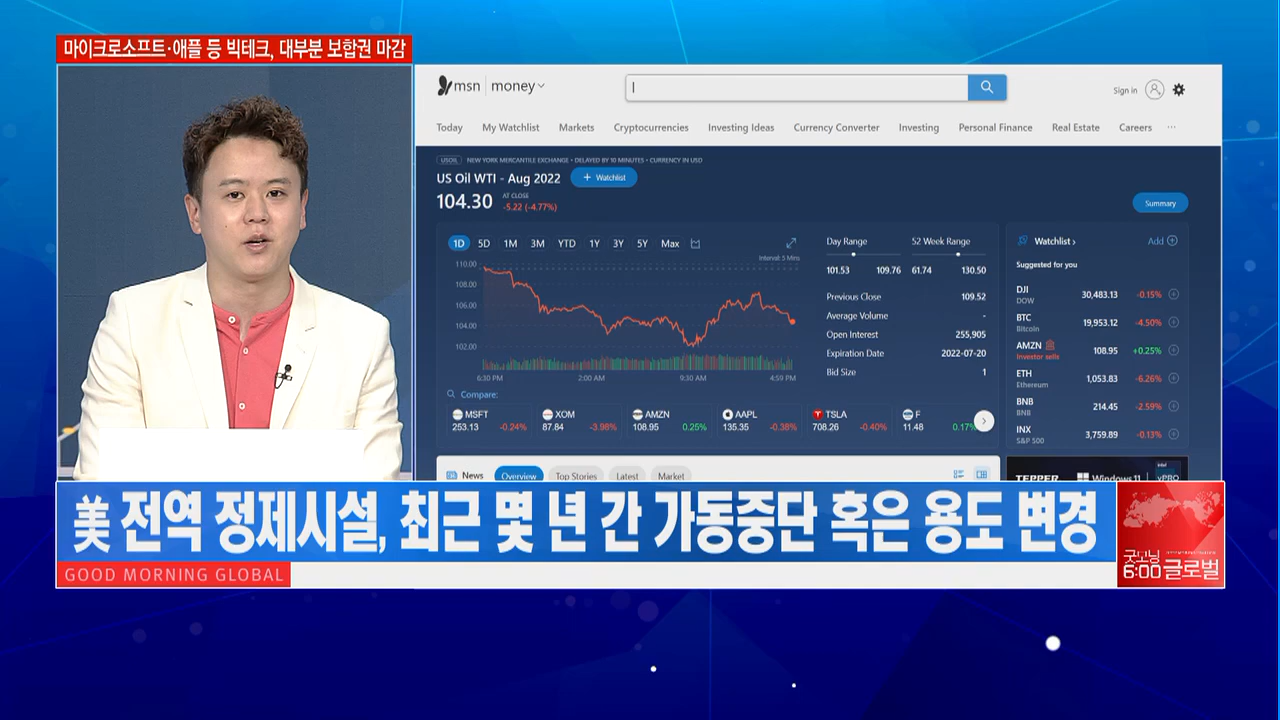 마이크로소프트·애플 등 빅테크, 대부분 보합권 마감
msn money
Sign in
Today My Watchlist Markets Cryptocurrencies Investing Ideas Currency Converter Investing Personal Finance Real Estate Careers ...
USOIL NEW YORK MERCANTILE EXCHANGE • DELAYED BY 10 MINUTES • CURRENCY IN USD
US Oil WTI - Aug 2022 + Watchlist
104.30 AT CLOSE -5.22 (-4.77%)
Summary
1D 5D 1M 3M YTD 1Y 3Y 5Y Max
Interval: 5 Mins
110.00
108.00
106.00
104.00
102.00
6:30 PM 2:00 AM 9:30 AM 4:59 PM
Day Range 52 Week Range
101.53 109.76 61.74 130.50
Previous Close 109.52
Average Volume -
Open Interest 255,905
Expiration Date 2022-07-20
Bid Size 1
Compare:
MSFT 253.13 -0.24%
XOM 87.84 -3.98%
AMZN 108.95 0.25%
AAPL 135.35 -0.38%
TSLA 708.26 -0.40%
F 11.48 0.17%
Watchlist › Add
Suggested for you
DJI 30,483.13 -0.15%
DOW
BTC 19,953.12 -4.50%
Bitcoin
AMZN 108.95 +0.25%
Investor sells
ETH 1,053.83 -6.26%
Ethereum
BNB 214.45 -2.59%
BNB
INX 3,759.89 -0.13%
S&P 500
News Overview Top Stories Latest Market
TEPPER Windows 11 intel vPRO
美 전역 정제시설, 최근 몇 년 간 가동중단 혹은 용도 변경
GOOD MORNING GLOBAL
굿모닝
6:00 글로벌